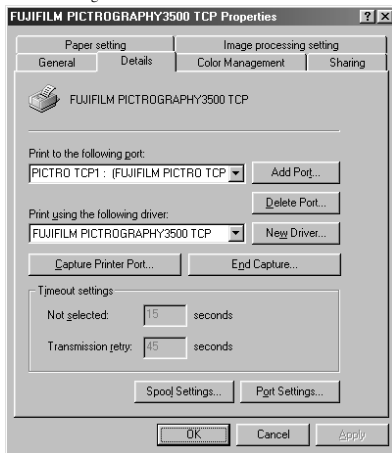 FUJIFILM PICTROGRAPHY3500 TCP Properties
Paper setting Image processing setting
General Details Color Management Sharing
FUJIFILM PICTROGRAPHY3500 TCP
Print to the following port:
PICTRO TCP1 : (FUJIFILM PICTRO TCP Add Port...
Delete Port...
Print using the following driver:
FUJIFILM PICTROGRAPHY3500 TCP New Driver...
Capture Printer Port... End Capture...
Timeout settings
Not selected: 15 seconds
Transmission retry: 45 seconds
Spool Settings... Port Settings...
OK Cancel Apply